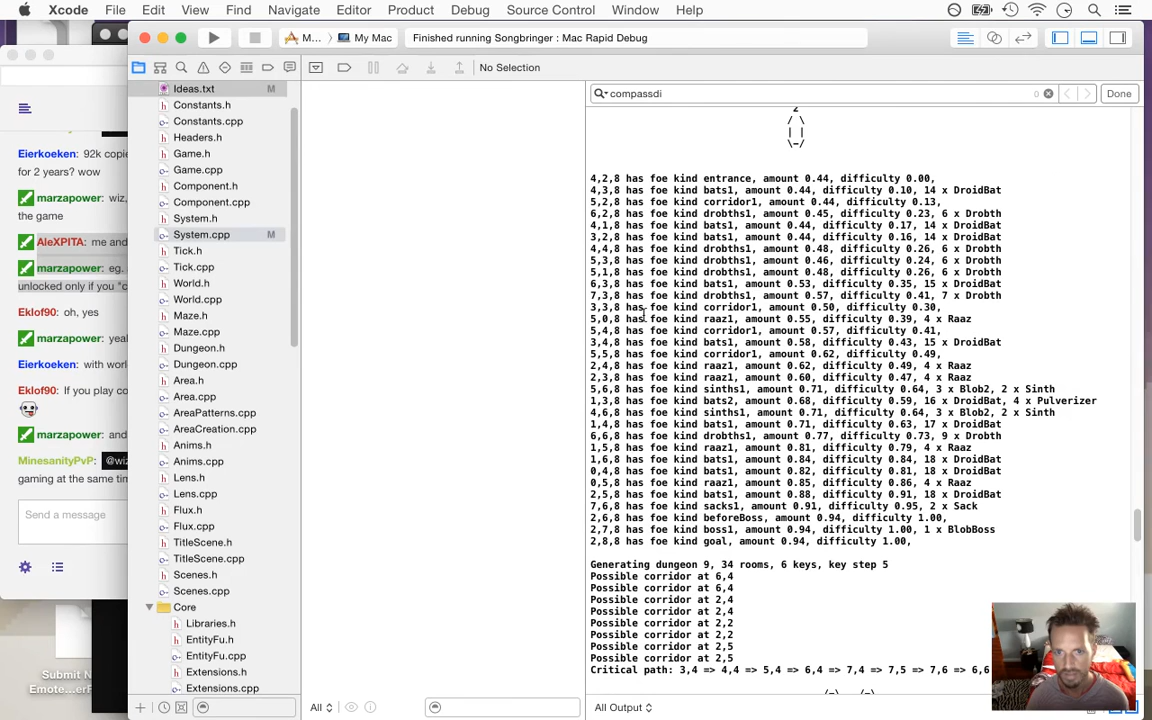 Xcode File Edit View Find Navigate Editor Product Debug Source Control Window Help
M... My Mac Finished running Songbringer : Mac Rapid Debug
No Selection
compassdi 0 Done
Eierkoeken: 92k copie
for 2 years? wow
marzapower: wiz,
the game
AleXPITA: me and
marzapower: eg.
unlocked only if you "c
Eklof90: oh, yes
marzapower: yeal
Eierkoeken: with worl
Eklof90: If you play co
marzapower: and
MinesanityPvP: @wiz
gaming at the same tin
Send a message
Submit N
Emote...erF
Ideas.txt M
Constants.h
Constants.cpp
Headers.h
Game.h
Game.cpp
Component.h
Component.cpp
System.h
System.cpp M
Tick.h
Tick.cpp
World.h
World.cpp
Maze.h
Maze.cpp
Dungeon.h
Dungeon.cpp
Area.h
Area.cpp
AreaPatterns.cpp
AreaCreation.cpp
Anims.h
Anims.cpp
Lens.h
Lens.cpp
Flux.h
Flux.cpp
TitleScene.h
TitleScene.cpp
Scenes.h
Scenes.cpp
Core
Libraries.h
EntityFu.h
EntityFu.cpp
Extensions.h
Extensions.cpp
2
/ \
| |
\-/
4,2,8 has foe kind entrance, amount 0.44, difficulty 0.00,
4,3,8 has foe kind bats1, amount 0.44, difficulty 0.10, 14 x DroidBat
5,2,8 has foe kind corridor1, amount 0.44, difficulty 0.13,
6,2,8 has foe kind drobths1, amount 0.45, difficulty 0.23, 6 x Drobth
4,1,8 has foe kind bats1, amount 0.44, difficulty 0.17, 14 x DroidBat
3,2,8 has foe kind bats1, amount 0.44, difficulty 0.16, 14 x DroidBat
4,4,8 has foe kind drobths1, amount 0.48, difficulty 0.26, 6 x Drobth
5,3,8 has foe kind drobths1, amount 0.46, difficulty 0.24, 6 x Drobth
5,1,8 has foe kind drobths1, amount 0.48, difficulty 0.26, 6 x Drobth
6,3,8 has foe kind bats1, amount 0.53, difficulty 0.35, 15 x DroidBat
7,3,8 has foe kind drobths1, amount 0.57, difficulty 0.41, 7 x Drobth
3,3,8 has foe kind corridor1, amount 0.50, difficulty 0.30,
5,0,8 has foe kind raaz1, amount 0.55, difficulty 0.39, 4 x Raaz
5,4,8 has foe kind corridor1, amount 0.57, difficulty 0.41,
3,4,8 has foe kind bats1, amount 0.58, difficulty 0.43, 15 x DroidBat
5,5,8 has foe kind corridor1, amount 0.62, difficulty 0.49,
2,4,8 has foe kind raaz1, amount 0.62, difficulty 0.49, 4 x Raaz
2,3,8 has foe kind raaz1, amount 0.60, difficulty 0.47, 4 x Raaz
5,6,8 has foe kind sinths1, amount 0.71, difficulty 0.64, 3 x Blob2, 2 x Sinth
1,3,8 has foe kind bats2, amount 0.68, difficulty 0.59, 16 x DroidBat, 4 x Pulverizer
4,6,8 has foe kind sinths1, amount 0.71, difficulty 0.64, 3 x Blob2, 2 x Sinth
1,4,8 has foe kind bats1, amount 0.71, difficulty 0.63, 17 x DroidBat
6,6,8 has foe kind drobths1, amount 0.77, difficulty 0.73, 9 x Drobth
1,5,8 has foe kind raaz1, amount 0.81, difficulty 0.79, 4 x Raaz
1,6,8 has foe kind bats1, amount 0.84, difficulty 0.84, 18 x DroidBat
0,4,8 has foe kind bats1, amount 0.82, difficulty 0.81, 18 x DroidBat
0,5,8 has foe kind raaz1, amount 0.85, difficulty 0.86, 4 x Raaz
2,5,8 has foe kind bats1, amount 0.88, difficulty 0.91, 18 x DroidBat
7,6,8 has foe kind sacks1, amount 0.91, difficulty 0.95, 2 x Sack
2,6,8 has foe kind beforeBoss, amount 0.94, difficulty 1.00,
2,7,8 has foe kind boss1, amount 0.94, difficulty 1.00, 1 x BlobBoss
2,8,8 has foe kind goal, amount 0.94, difficulty 1.00,
Generating dungeon 9, 34 rooms, 6 keys, key step 5
Possible corridor at 6,4
Possible corridor at 6,4
Possible corridor at 2,4
Possible corridor at 2,4
Possible corridor at 2,2
Possible corridor at 2,2
Possible corridor at 2,5
Possible corridor at 2,5
Critical path: 3,4 => 4,4 => 5,4 => 6,4 => 7,4 => 7,5 => 7,6 => 6,6
/-\ /-\
All All Output